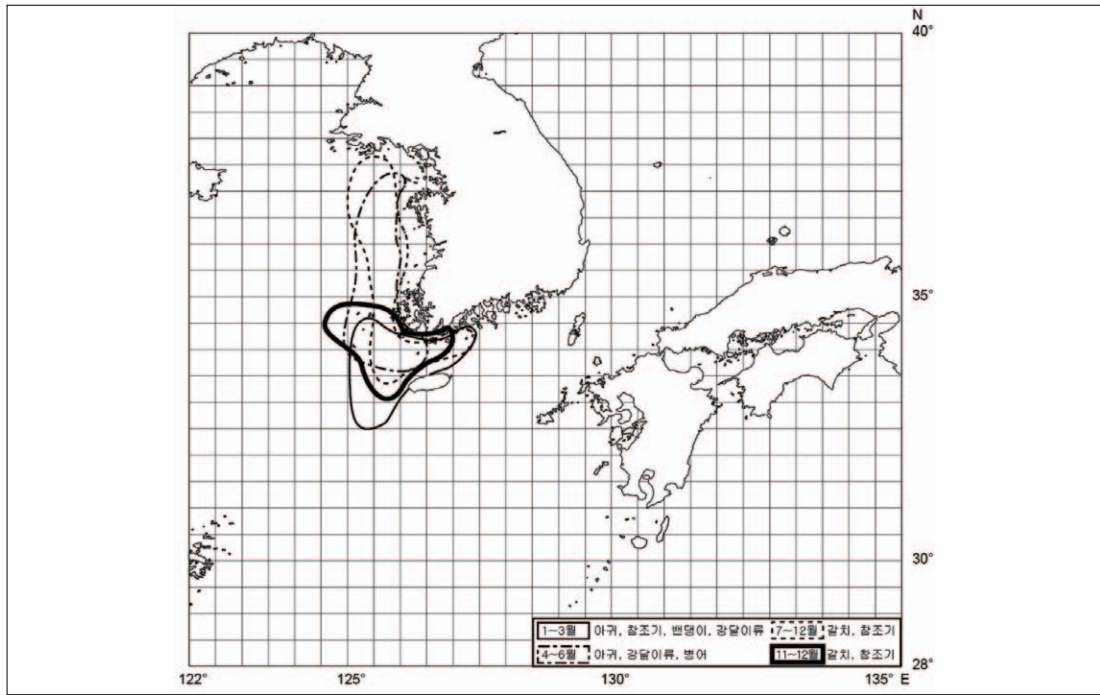 N
40°
35°
30°
28°
122°
125°
130°
135° E
1~3월 아귀, 참조기, 밴댕이, 강달이류
7~12월 갈치, 참조기
4~6월 아귀, 강달이류, 병어
11~12월 갈치, 참조기